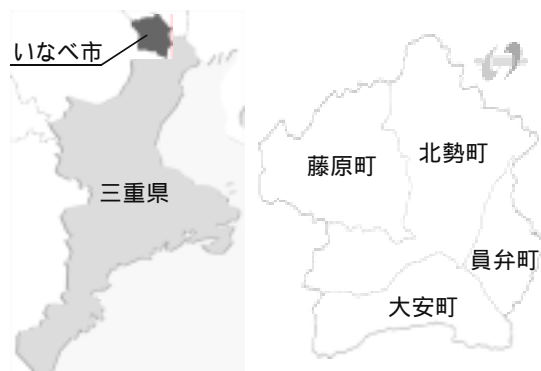 いなべ市
三重県
藤原町
北勢町
員弁町
大安町